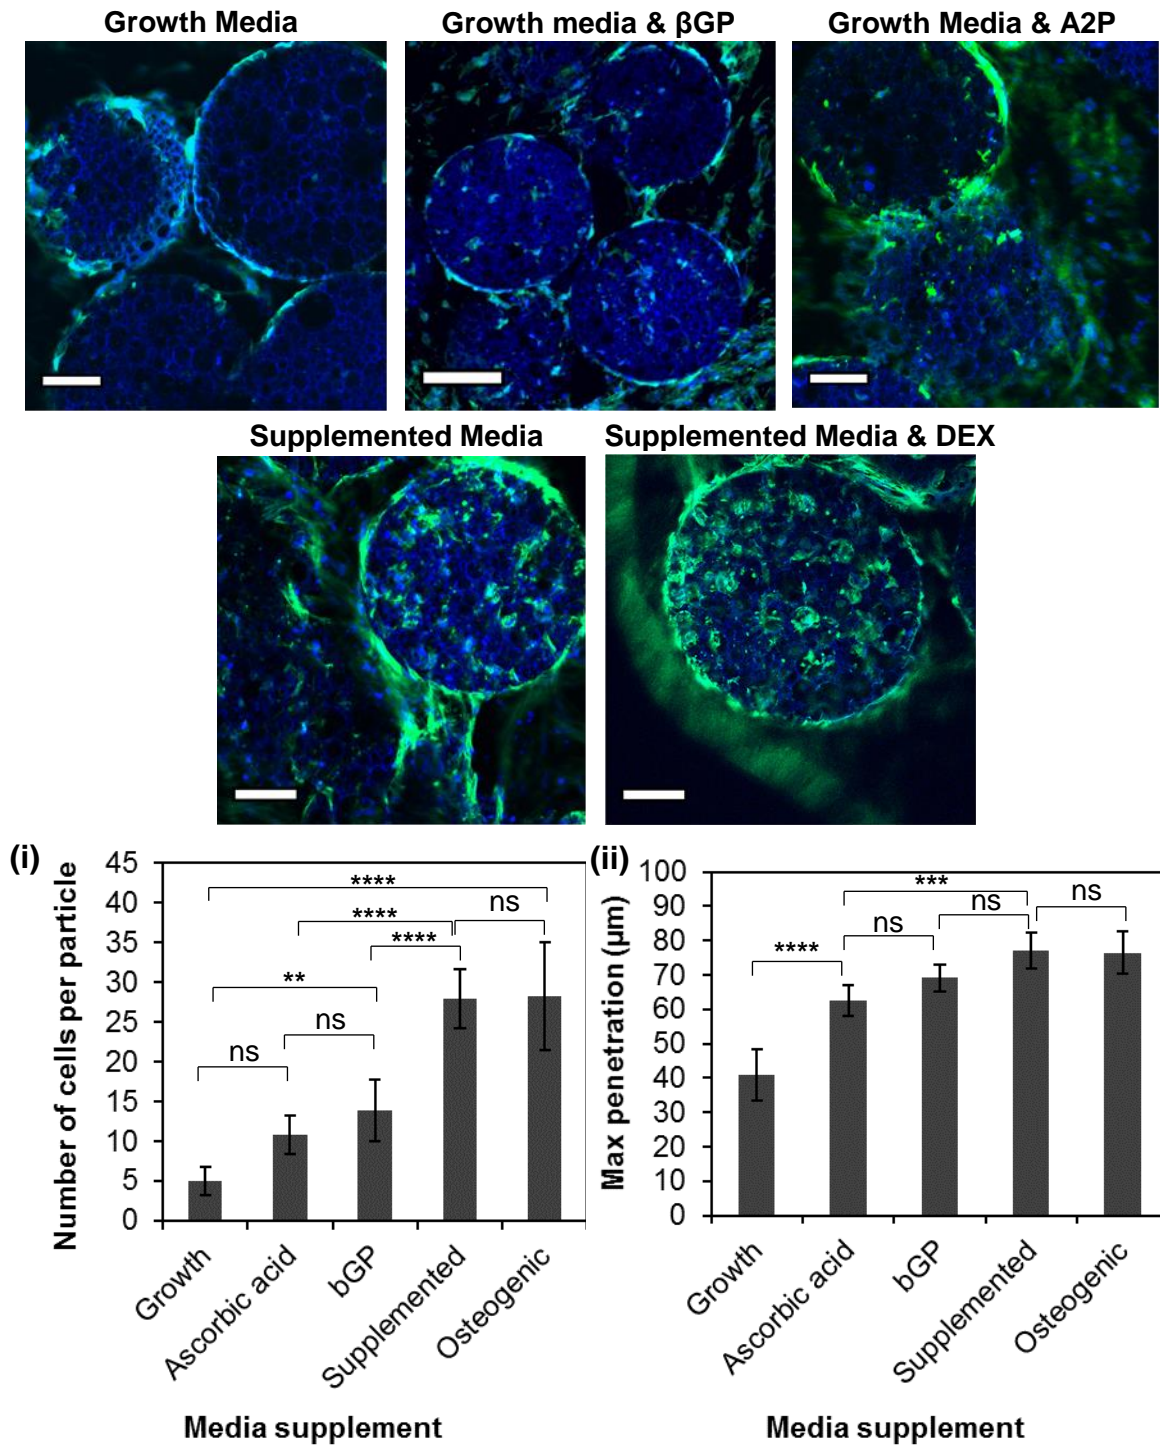 Growth Media
Growth media & βGP
Growth Media & A2P
Supplemented Media
Supplemented Media & DEX
(i)
Number of cells per particle
45
40
35
30
25
20
15
10
5
0
****
ns
****
****
**
ns
ns
Growth
Ascorbic acid
bGP
Supplemented
Osteogenic
Media supplement
(ii)
Max penetration (µm)
100
90
80
70
60
50
40
30
20
10
0
***
ns
ns
ns
****
Growth
Ascorbic acid
bGP
Supplemented
Osteogenic
Media supplement